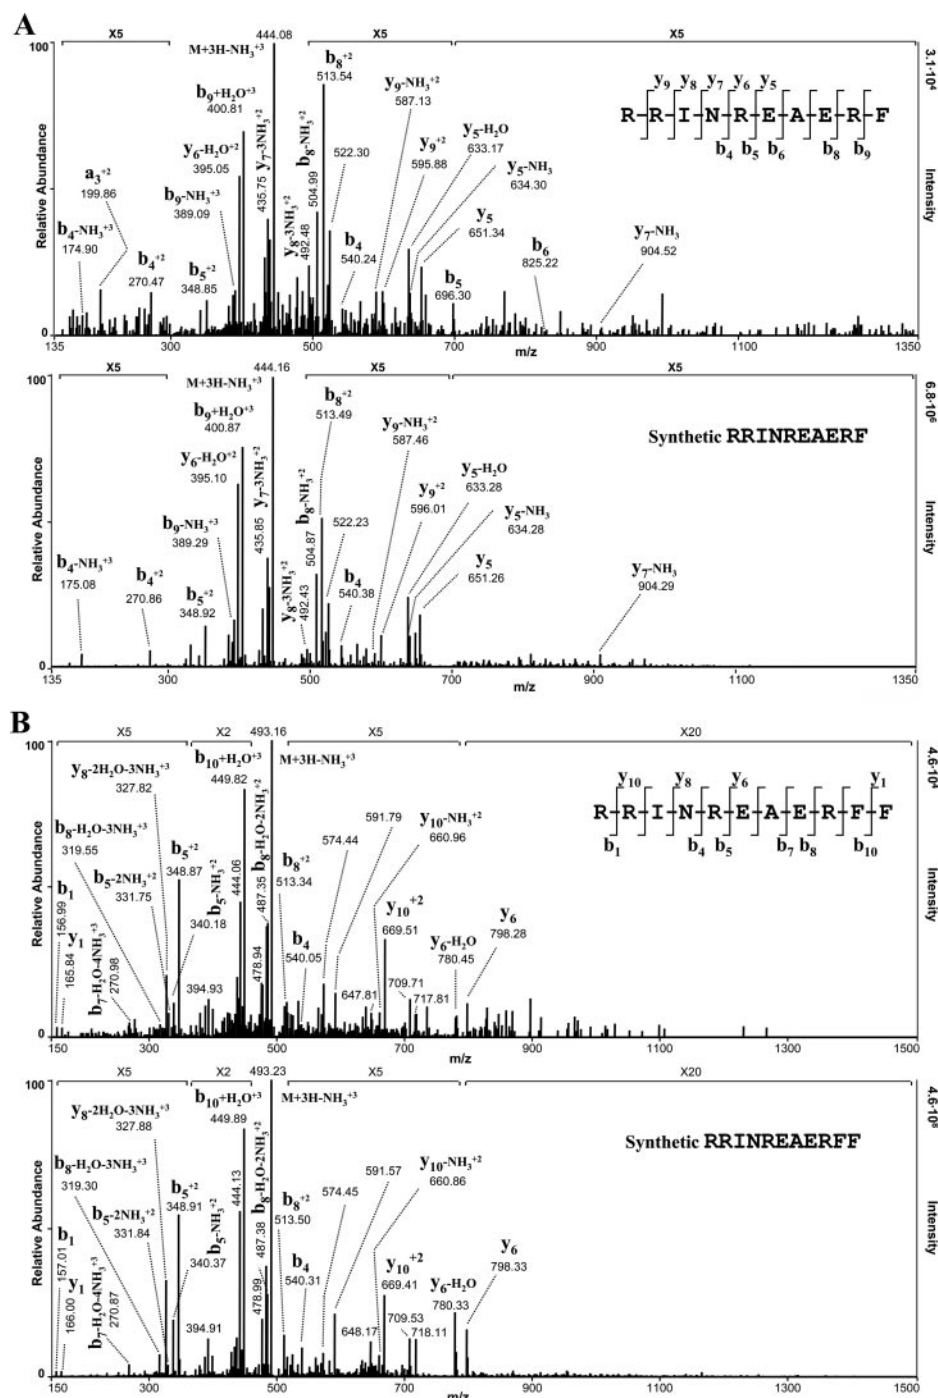 A
X5
444.08
X5
X5
100
M+3H-NH₃⁺³
b₈⁺²
513.54
3.1·10⁴
y₉ y₈ y₇ y₆ y₅
R-R-I-N-R-E-A-E-R-F
b₄ b₅ b₆ b₈ b₉
b₉+H₂O⁺³
400.81
y₉-NH₃⁺²
587.13
y₆-H₂O⁺²
395.05
y₇-3NH₃⁺²
435.75
b₈-NH₃⁺²
504.99
522.30
y₉⁺²
595.88
y₅-H₂O
633.17
y₅-NH₃
634.30
a₃⁺²
199.86
b₉-NH₃⁺³
389.09
y₈-3NH₃⁺²
492.48
b₄-NH₃⁺³
174.90
b₄⁺²
270.47
b₅⁺²
348.85
b₄
540.24
y₅
651.34
b₅
696.30
b₆
825.22
y₇-NH₃
904.52
Relative Abundance
Intensity
0
135 300 500 700 900 1100 1350
m/z
X5
444.16
X5
X5
100
M+3H-NH₃⁺³
b₈⁺²
513.49
6.8·10⁶
b₉+H₂O⁺³
400.87
y₉-NH₃⁺²
587.46
Synthetic RRINREAERF
y₆-H₂O⁺²
395.10
y₇-3NH₃⁺²
435.85
b₈-NH₃⁺²
504.87
522.23
y₉⁺²
596.01
y₅-H₂O
633.28
y₅-NH₃
634.28
b₉-NH₃⁺³
389.29
b₄-NH₃⁺³
175.08
b₄⁺²
270.86
b₅⁺²
348.92
y₈-3NH₃⁺²
492.43
b₄
540.38
y₅
651.26
y₇-NH₃
904.29
Relative Abundance
Intensity
0
135 300 500 700 900 1100 1350
m/z
B
X5
X2
493.16
X5
X20
100
b₁₀+H₂O⁺³
449.82
M+3H-NH₃⁺³
4.6·10⁴
y₈-2H₂O-3NH₃⁺³
327.82
y₁₀ y₈ y₆ y₁
R-R-I-N-R-E-A-E-R-F-F
b₁ b₄ b₅ b₇ b₈ b₁₀
b₈-H₂O-3NH₃⁺³
319.55
b₅⁺²
348.87
b₅-NH₃⁺²
444.06
b₈-H₂O-2NH₃⁺²
487.35
591.79
574.44
y₁₀-NH₃⁺²
660.96
b₅-2NH₃⁺²
331.75
b₈⁺²
513.34
b₁
156.99
y₁
165.84
b₇-H₂O-4NH₃⁺³
270.98
340.18
394.93
478.94
b₄
540.05
y₁₀⁺²
669.51
y₆-H₂O
780.45
y₆
798.28
647.81
709.71
717.81
Relative Abundance
Intensity
0
150 300 500 700 900 1100 1300 1500
m/z
X5
X2
493.23
X5
X20
100
b₁₀+H₂O⁺³
449.89
M+3H-NH₃⁺³
4.6·10⁶
y₈-2H₂O-3NH₃⁺³
327.88
Synthetic RRINREAERFF
b₈-H₂O-3NH₃⁺³
319.30
b₅⁺²
348.91
b₅-NH₃⁺²
444.13
b₈-H₂O-2NH₃⁺²
487.38
591.57
574.45
y₁₀-NH₃⁺²
660.86
b₅-2NH₃⁺²
331.84
b₈⁺²
513.50
b₁
157.01
y₁
166.00
b₇-H₂O-4NH₃⁺³
270.87
340.37
394.91
478.99
b₄
540.31
y₁₀⁺²
669.41
y₆-H₂O
780.33
y₆
798.33
648.17
709.53
718.11
Relative Abundance
Intensity
0
150 300 500 700 900 1100 1300 1500
m/z